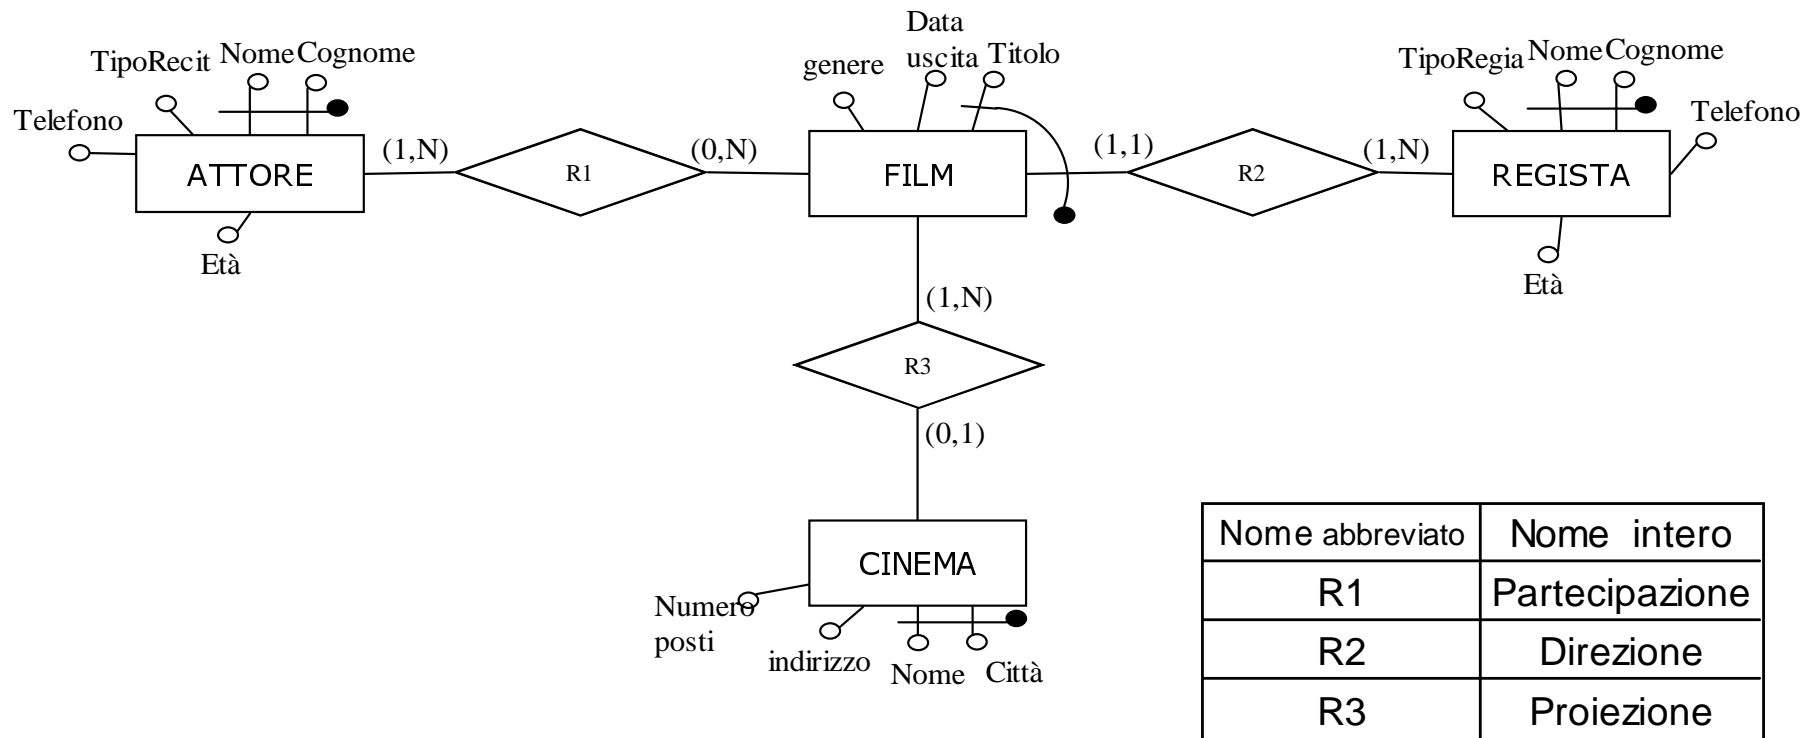 Data
uscita Titolo
TipoRecit Nome Cognome
genere
TipoRegia Nome Cognome
Telefono
Telefono
ATTORE
(1,N)
R1
(0,N)
FILM
(1,1)
R2
(1,N)
REGISTA
Età
Età
(1,N)
R3
(0,1)
CINEMA
Numero
posti
indirizzo
Nome Città
Nome abbreviato Nome intero
R1 Partecipazione
R2 Direzione
R3 Proiezione